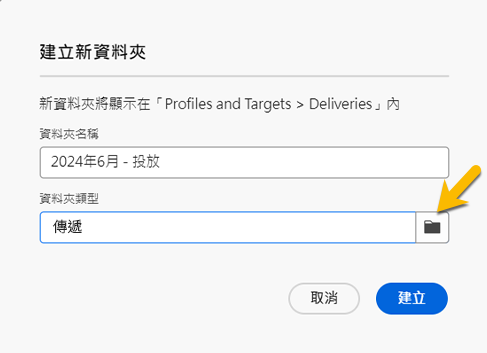 建立新資料夾
新資料夾將顯示在「Profiles and Targets > Deliveries」內
資料夾名稱
2024年6月 - 投放
資料夾類型
傳遞
取消
建立